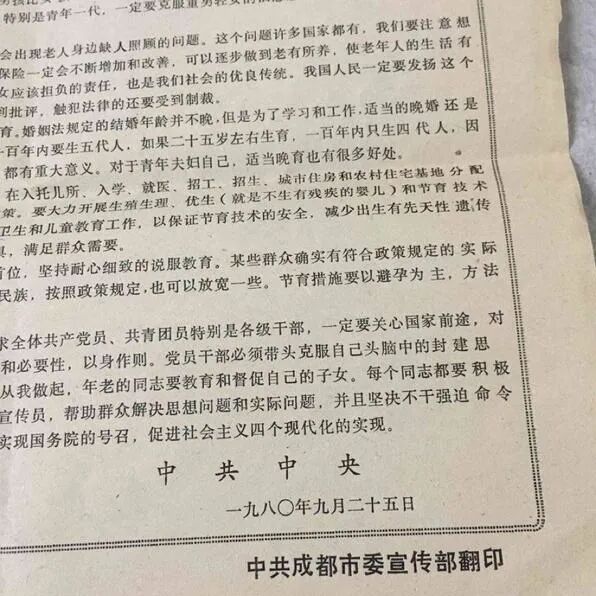 特别是青年一代，一定要克服重男轻女的
会出现老人身边缺人照顾的问题。这个问题许多国家都有，我们要注意想
保险一定会不断增加和改善，可以逐步做到老有所养，使老年人的生活有
女应该担负的责任，也是我们社会的优良传统。我国人民一定要发扬这个
到批评，触犯法律的还要受到制裁。
育。婚姻法规定的结婚年龄并不晚，但是为了学习和工作，适当的晚婚还是
一百年内要生五代人，如果二十五岁左右生育，一百年内只生四代人，因
都有重大意义。对于青年夫妇自己，适当晚育也有很多好处。
在入托儿所、入学、就医、招工、招生、城市住房和农村住宅基地分配
策。要大力开展生殖生理、优生（就是不生有残疾的婴儿）和节育技术
卫生和儿童教育工作，以保证节育技术的安全，减少出生有先天性遗传
具，满足群众需要。
首位，坚持耐心细致的说服教育。某些群众确实有符合政策规定的实际
民族，按照政策规定，也可以放宽一些。节育措施要以避孕为主，方法
求全体共产党员、共青团员特别是各级干部，一定要关心国家前途，对
和必要性，以身作则。党员干部必须带头克服自己头脑中的封建思
从我做起，年老的同志要教育和督促自己的子女。每个同志都要积极
宣传员，帮助群众解决思想问题和实际问题，并且坚决不干强迫命令
实现国务院的号召，促进社会主义四个现代化的实现。
中共中央
一九八〇年九月二十五日
中共成都市委宣传部翻印